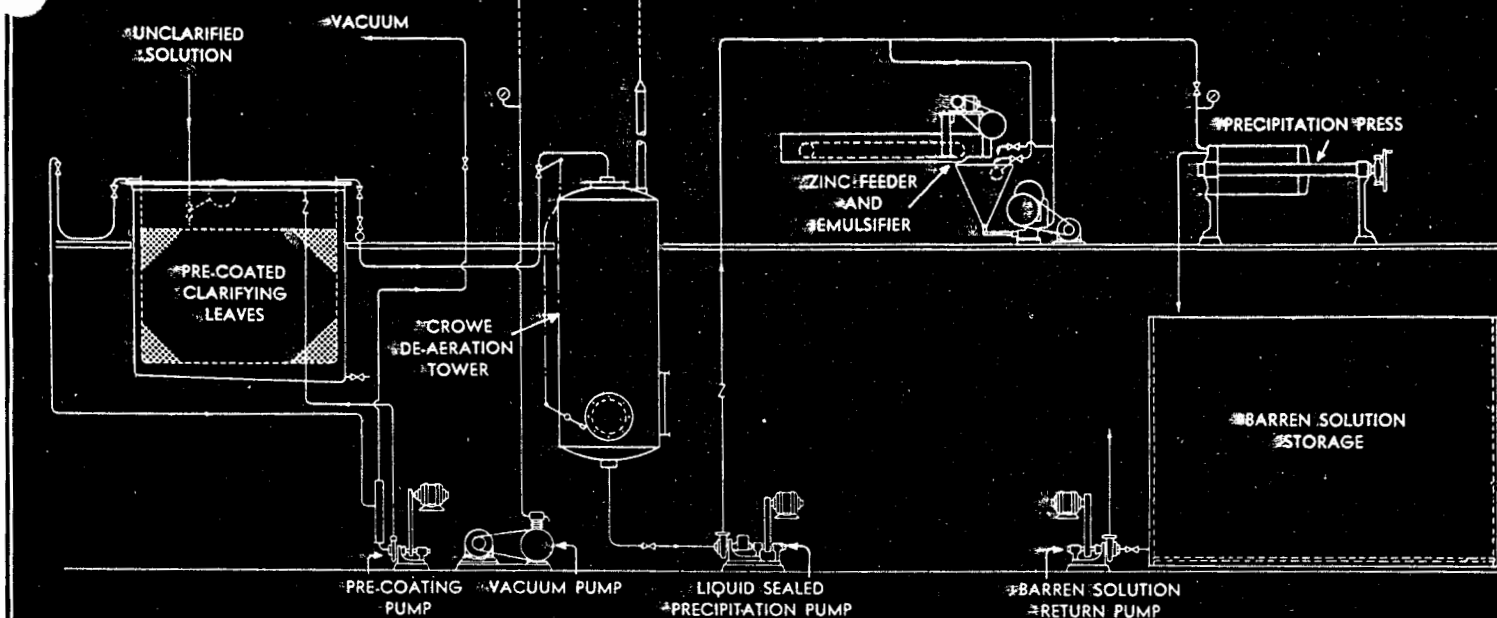 UNCLARIFIED
SOLUTION
VACUUM
PRE-COATED
CLARIFYING
LEAVES
CROWE
DE-AERATION
TOWER
ZINC FEEDER
AND
EMULSIFIER
PRECIPITATION PRESS
BARREN SOLUTION
STORAGE
PRE-COATING
PUMP
VACUUM PUMP
LIQUID SEALED
PRECIPITATION PUMP
BARREN SOLUTION
RETURN PUMP